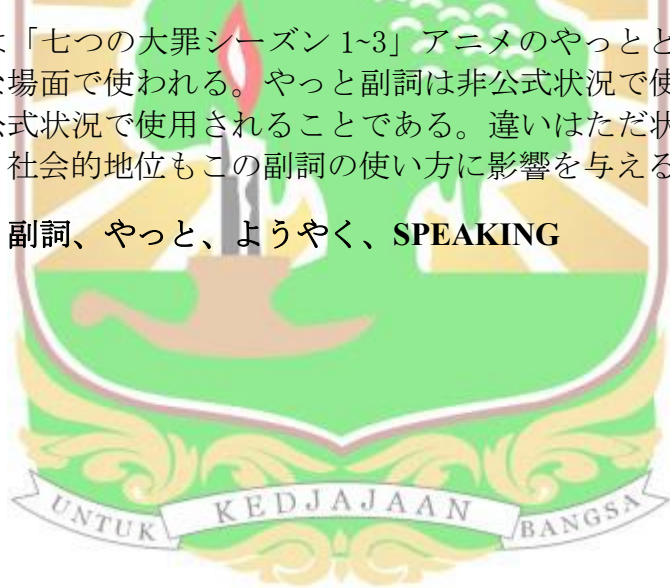 は「七つの大罪シーズン 1~3」アニメのやっとと
な場面で使われる。やっと副詞は非公式状況で使
公式状況で使用されることである。違いはただ状
社会的地位もこの副詞の使い方に影響を与える
副詞、やっと、ようやく、SPEAKING
UNTUK KEDJAJAAN BANGSA